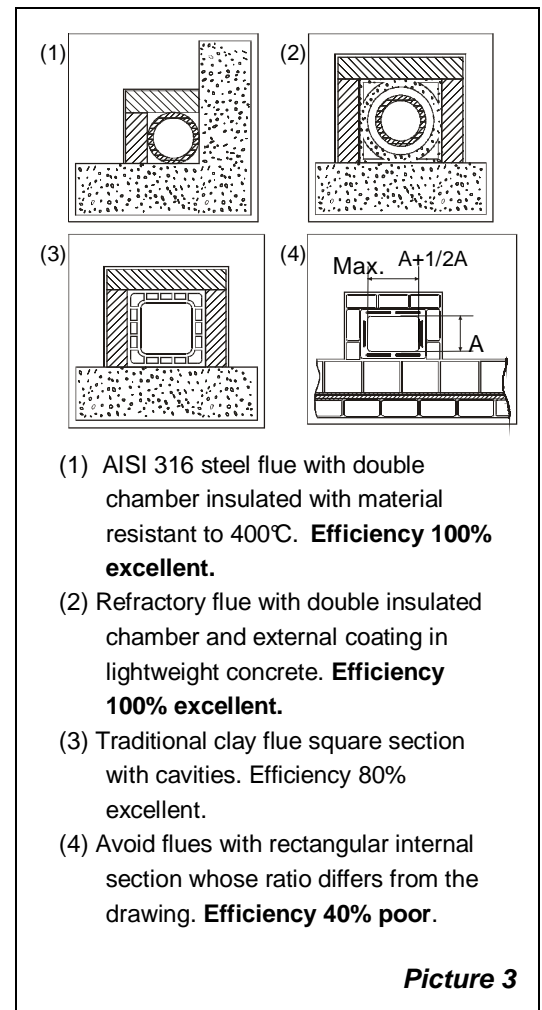 (1)
(2)
(3)
(4)
Max. A+1/2A
A
(1) AISI 316 steel flue with double
chamber insulated with material
resistant to 400℃. Efficiency 100%
excellent.
(2) Refractory flue with double insulated
chamber and external coating in
lightweight concrete. Efficiency
100% excellent.
(3) Traditional clay flue square section
with cavities. Efficiency 80%
excellent.
(4) Avoid flues with rectangular internal
section whose ratio differs from the
drawing. Efficiency 40% poor.
Picture 3